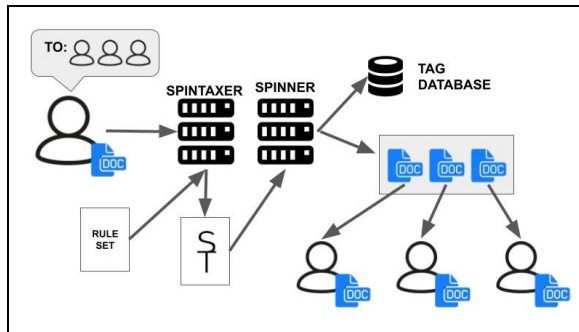 TO:
SPINTAXER
SPINNER
TAG
DATABASE
DOC
DOC
DOC
DOC
RULE
SET
S
T
DOC
DOC
DOC